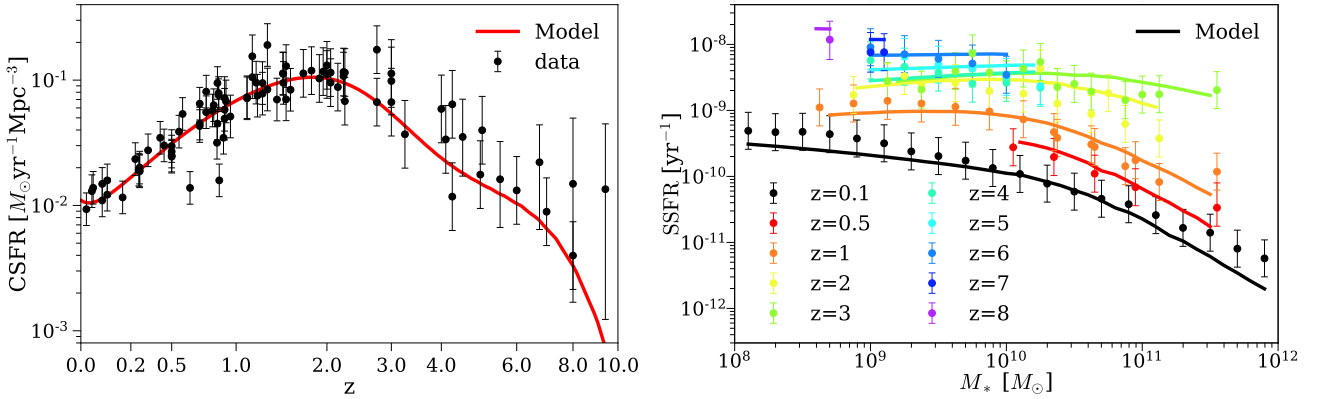 CSFR [M⊙yr⁻¹Mpc⁻³]
10⁻¹
10⁻²
10⁻³
Model
data
0.0 0.2 0.5 1.0 2.0 3.0 4.0 6.0 8.0 10.0
z
SSFR [yr⁻¹]
10⁻⁸
10⁻⁹
10⁻¹⁰
10⁻¹¹
10⁻¹²
Model
z=0.1
z=0.5
z=1
z=2
z=3
z=4
z=5
z=6
z=7
z=8
10⁸ 10⁹ 10¹⁰ 10¹¹ 10¹²
M* [M⊙]